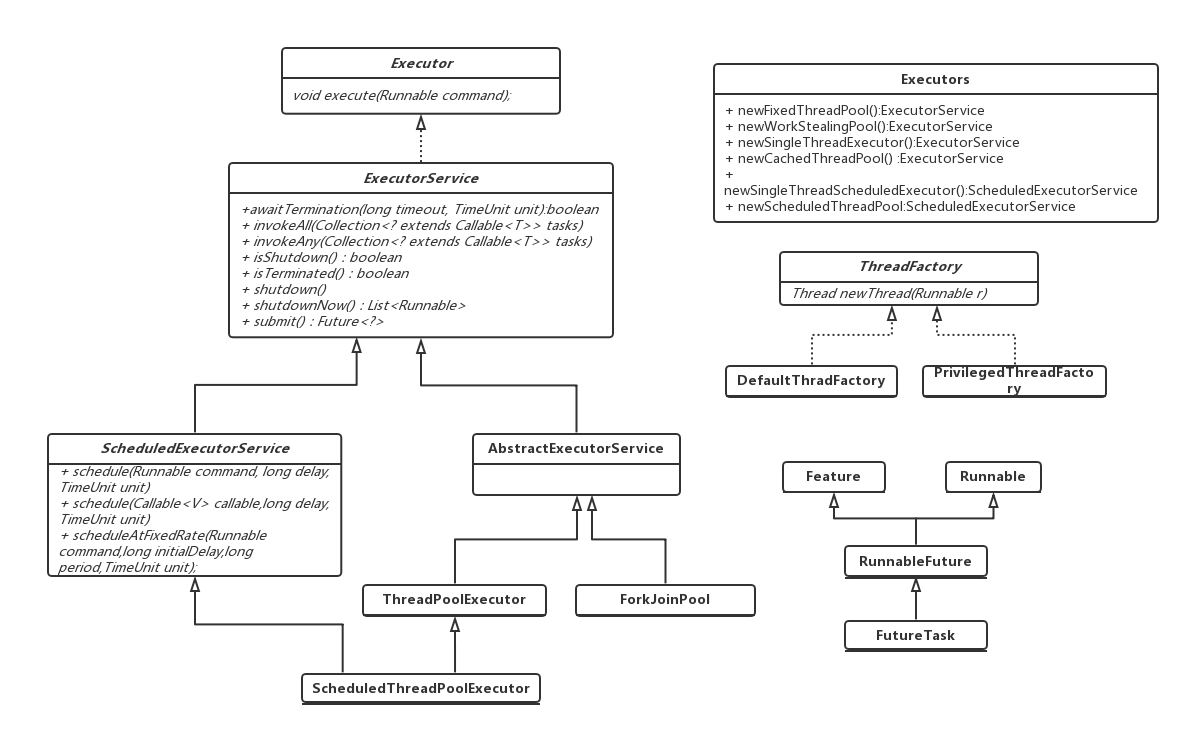 Executor
void execute(Runnable command);
ExecutorService
+awaitTermination(long timeout, TimeUnit unit):boolean
+ invokeAll(Collection<? extends Callable<T>> tasks)
+ invokeAny(Collection<? extends Callable<T>> tasks)
+ isShutdown() : boolean
+ isTerminated() : boolean
+ shutdown()
+ shutdownNow() : List<Runnable>
+ submit() : Future<?>
ScheduledExecutorService
+ schedule(Runnable command, long delay,
TimeUnit unit)
+ schedule(Callable<V> callable,long delay,
TimeUnit unit)
+ scheduleAtFixedRate(Runnable
command,long initialDelay,long
period,TimeUnit unit);
AbstractExecutorService
ThreadPoolExecutor
ForkJoinPool
ScheduledThreadPoolExecutor
Executors
+ newFixedThreadPool():ExecutorService
+ newWorkStealingPool():ExecutorService
+ newSingleThreadExecutor():ExecutorService
+ newCachedThreadPool() :ExecutorService
+
newSingleThreadScheduledExecutor():ScheduledExecutorService
+ newScheduledThreadPool:ScheduledExecutorService
ThreadFactory
Thread newThread(Runnable r)
DefaultThradFactory
PrivilegedThreadFacto
ry
Feature
Runnable
RunnableFuture
FutureTask